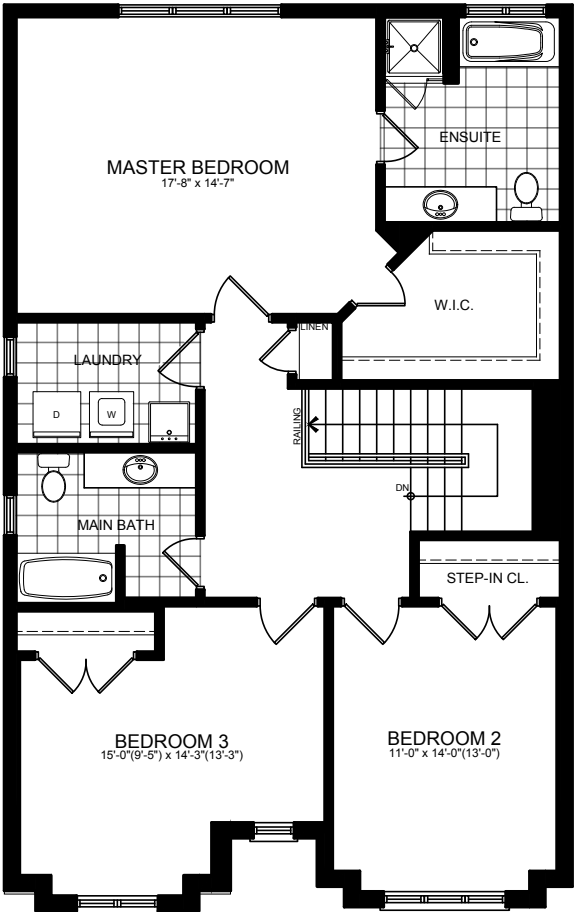 ENSUITE
MASTER BEDROOM
17'-8" x 14'-7"
W.I.C.
LINEN
LAUNDRY
D
W
RAILING
DN
MAIN BATH
STEP-IN CL.
BEDROOM 3
15'-0"(9'-5") x 14'-3"(13'-3")
BEDROOM 2
11'-0" x 14'-0"(13'-0")